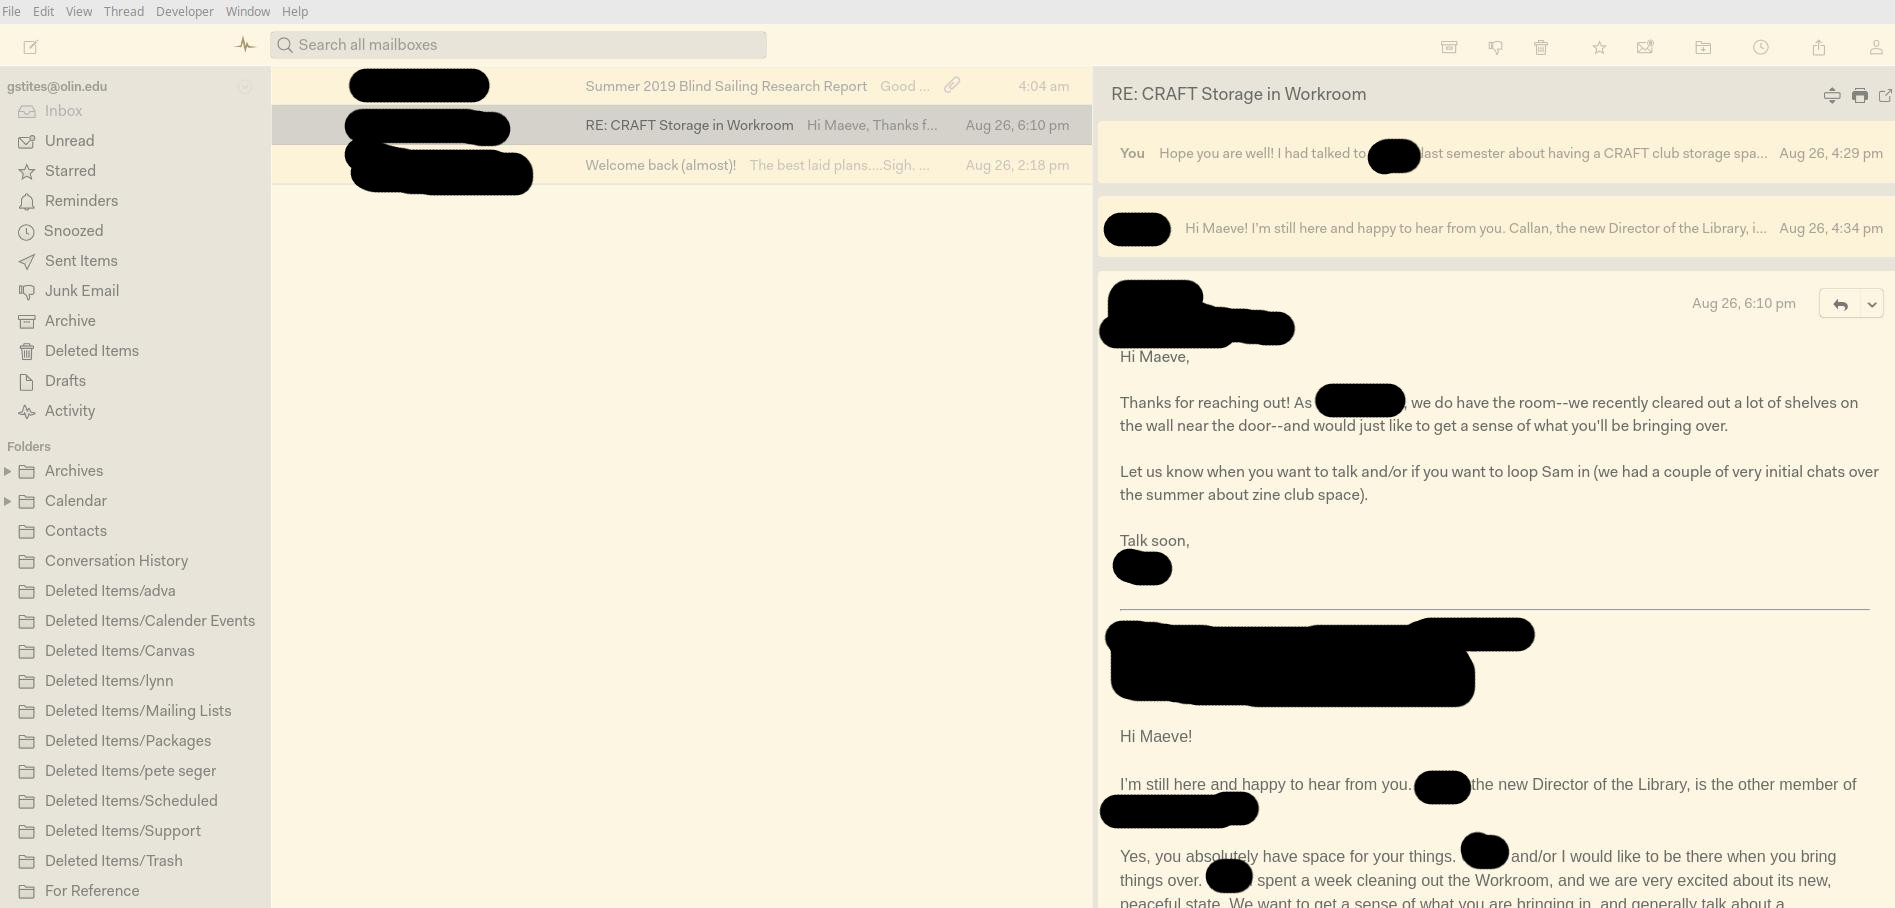 File Edit View Thread Developer Window Help
Search all mailboxes
gstites@olin.edu
Inbox
Unread
Starred
Reminders
Snoozed
Sent Items
Junk Email
Archive
Deleted Items
Drafts
Activity
Folders
Archives
Calendar
Contacts
Conversation History
Deleted Items/adva
Deleted Items/Calender Events
Deleted Items/Canvas
Deleted Items/lynn
Deleted Items/Mailing Lists
Deleted Items/Packages
Deleted Items/pete seger
Deleted Items/Scheduled
Deleted Items/Support
Deleted Items/Trash
For Reference
Summer 2019 Blind Sailing Research Report Good ... 4:04 am
RE: CRAFT Storage in Workroom Hi Maeve, Thanks f... Aug 26, 6:10 pm
Welcome back (almost)! The best laid plans....Sigh. ... Aug 26, 2:18 pm
RE: CRAFT Storage in Workroom
You Hope you are well! I had talked to last semester about having a CRAFT club storage spa... Aug 26, 4:29 pm
Hi Maeve! I'm still here and happy to hear from you. Callan, the new Director of the Library, i... Aug 26, 4:34 pm
Aug 26, 6:10 pm
Hi Maeve,
Thanks for reaching out! As , we do have the room--we recently cleared out a lot of shelves on
the wall near the door--and would just like to get a sense of what you'll be bringing over.
Let us know when you want to talk and/or if you want to loop Sam in (we had a couple of very initial chats over
the summer about zine club space).
Talk soon,
Hi Maeve!
I'm still here and happy to hear from you. the new Director of the Library, is the other member of
Yes, you absolutely have space for your things. and/or I would like to be there when you bring
things over. spent a week cleaning out the Workroom, and we are very excited about its new,
peaceful state. We want to get a sense of what you are bringing in, and generally talk about a